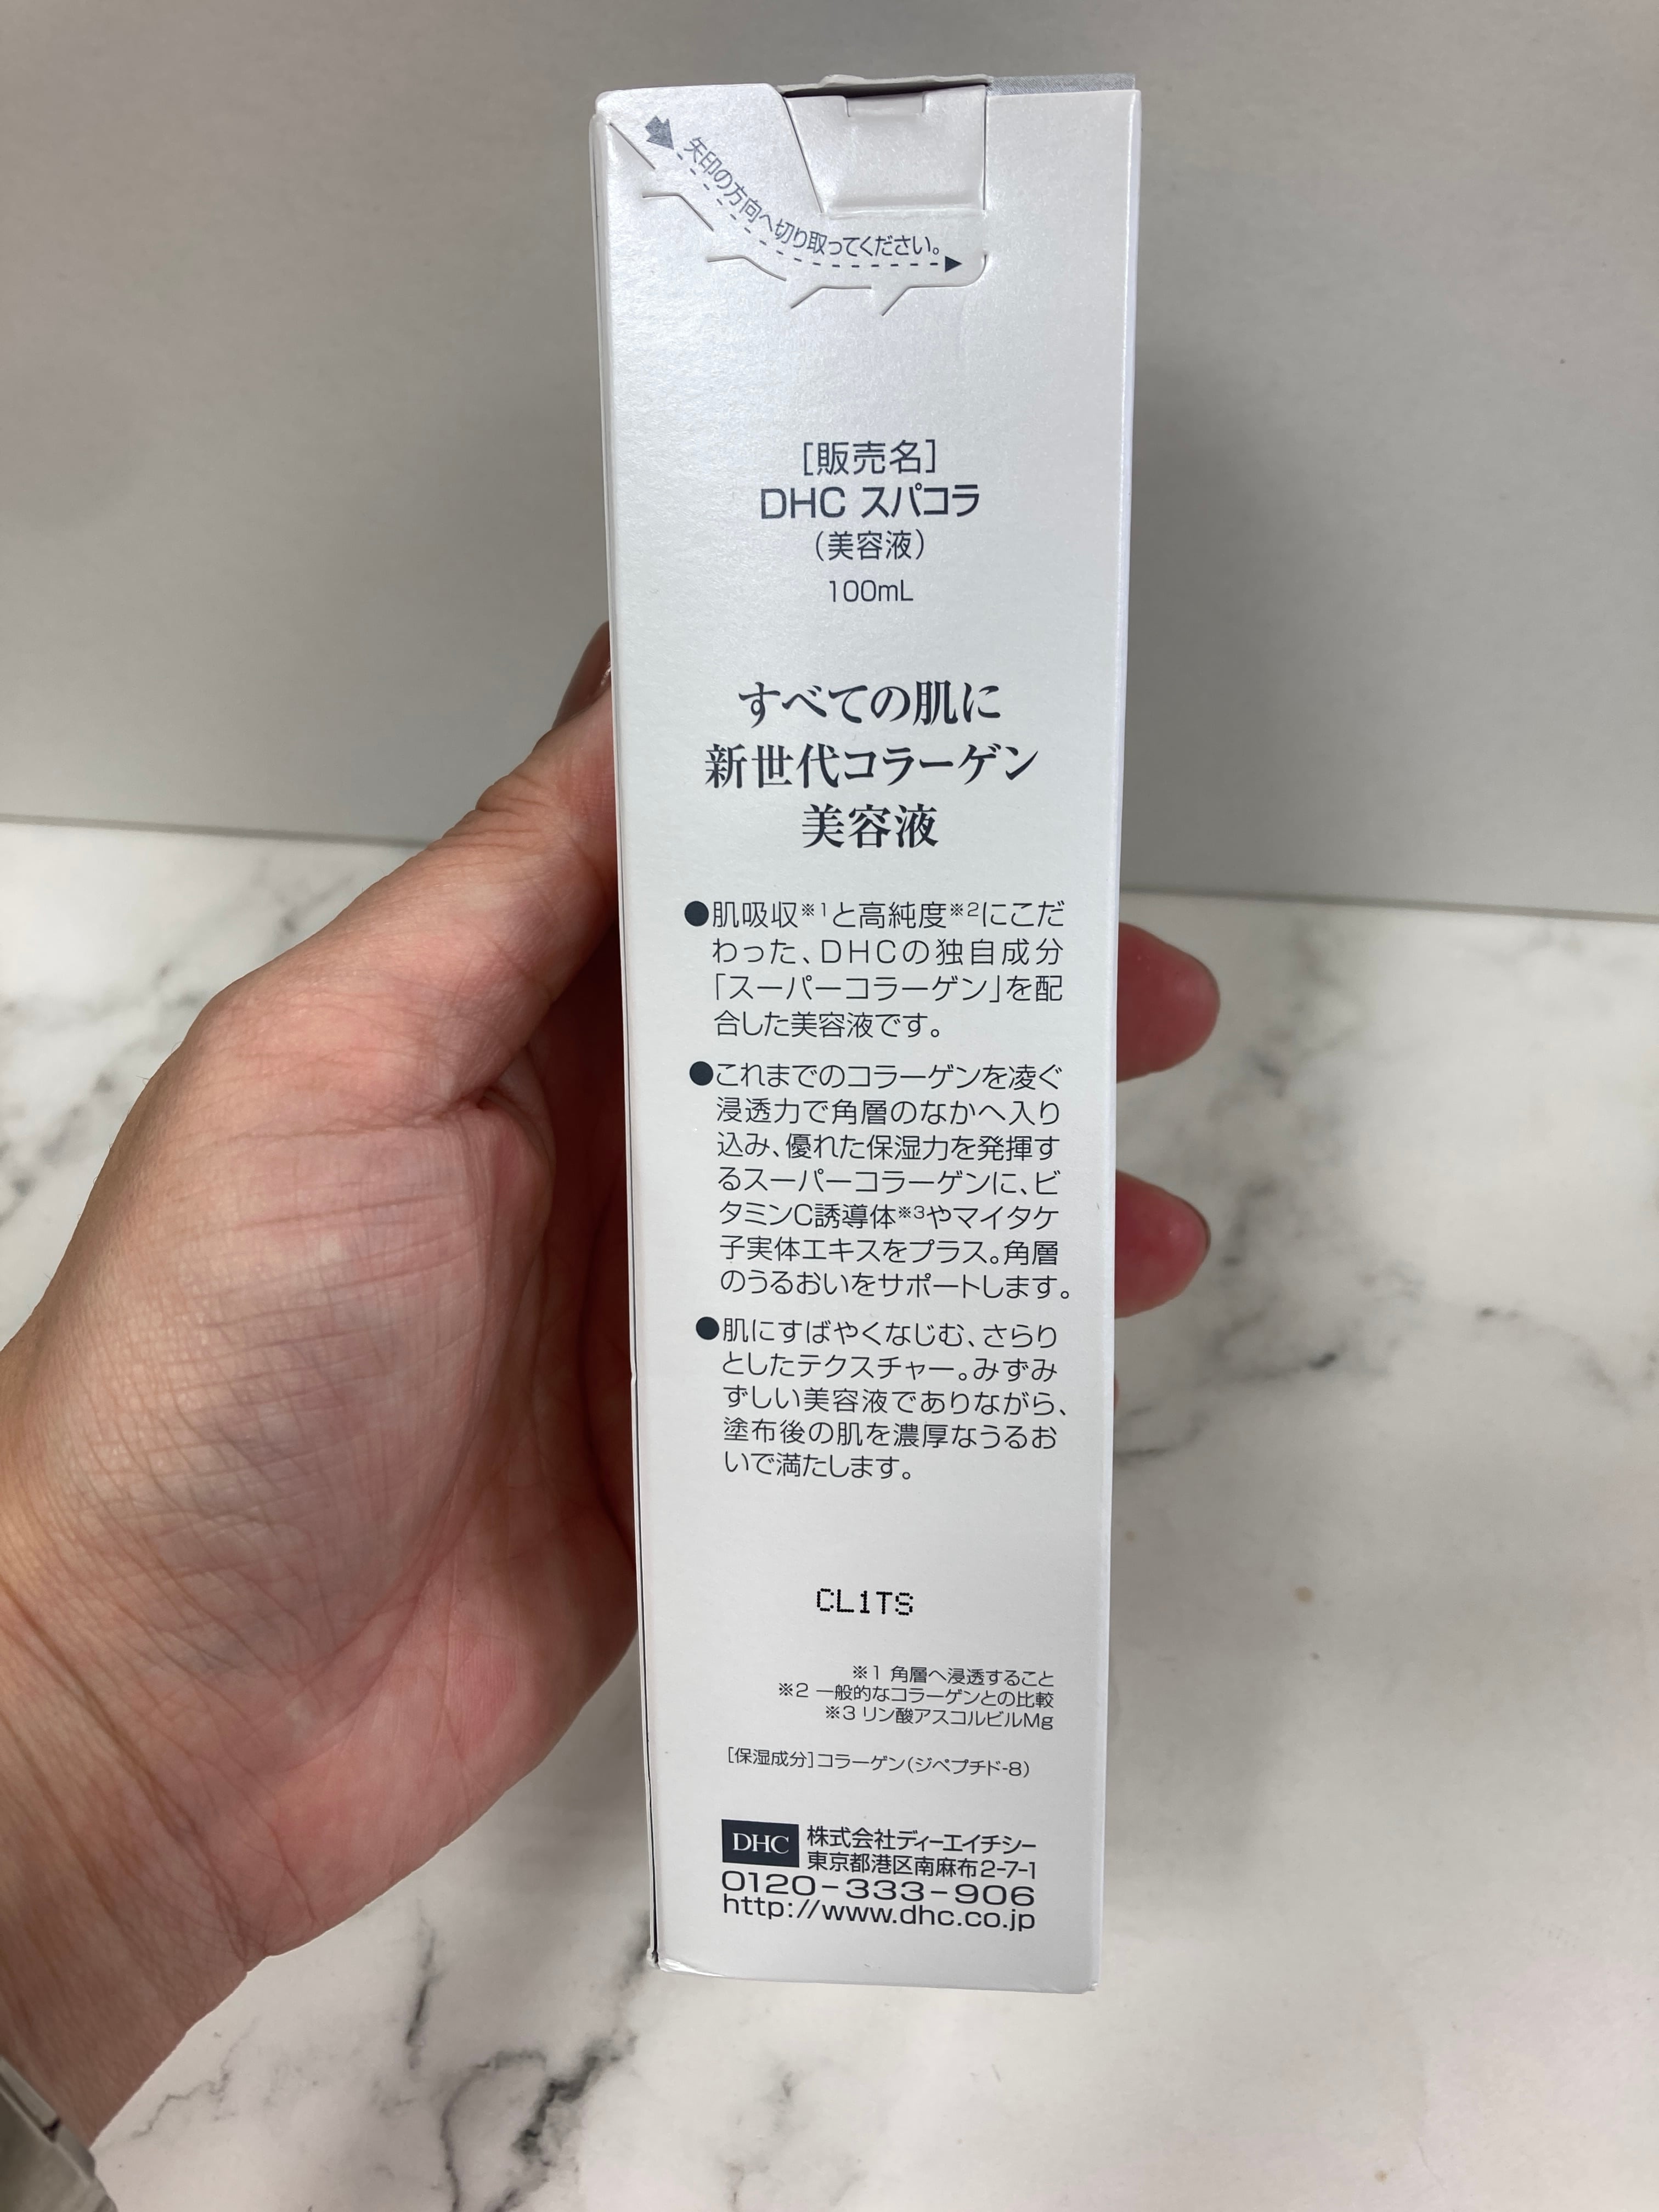 矢印の方向へ切り取ってください。
［販売名］
DHC スパコラ
（美容液）
100mL
すべての肌に
新世代コラーゲン
美容液
●肌吸収※1と高純度※2にこだ
わった、DHCの独自成分
「スーパーコラーゲン」を配
合した美容液です。
●これまでのコラーゲンを凌ぐ
浸透力で角層のなかへ入り
込み、優れた保湿力を発揮す
るスーパーコラーゲンに、ビ
タミンC誘導体※3やマイタケ
子実体エキスをプラス。角層
のうるおいをサポートします。
●肌にすばやくなじむ、さらり
としたテクスチャー。みずみ
ずしい美容液でありながら、
塗布後の肌を濃厚なうるお
いで満たします。
CL1TS
※1 角層へ浸透すること
※2 一般的なコラーゲンとの比較
※3 リン酸アスコルビルMg
［保湿成分］コラーゲン（ジペプチド-8）
DHC 株式会社ディーエイチシー
東京都港区南麻布2-7-1
0120-333-906
http://www.dhc.co.jp